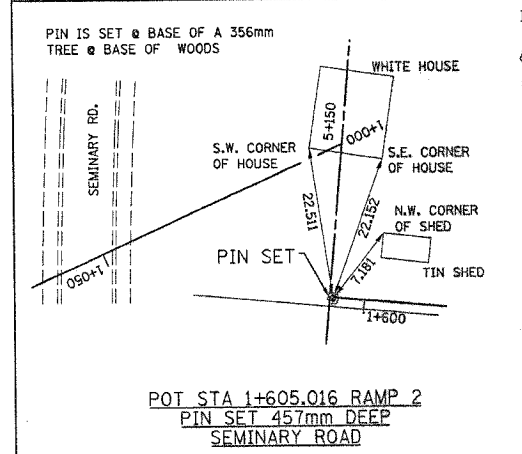 PIN IS SET @ BASE OF A 356mm
TREE @ BASE OF WOODS
WHITE HOUSE
SEMINARY RD.
5+150
1+000
S.W. CORNER
OF HOUSE
S.E. CORNER
OF HOUSE
22.511
22.152
N.W. CORNER
OF SHED
7.181
TIN SHED
PIN SET
1+050
1+600
POT STA 1+605.016 RAMP 2
PIN SET 457mm DEEP
SEMINARY ROAD